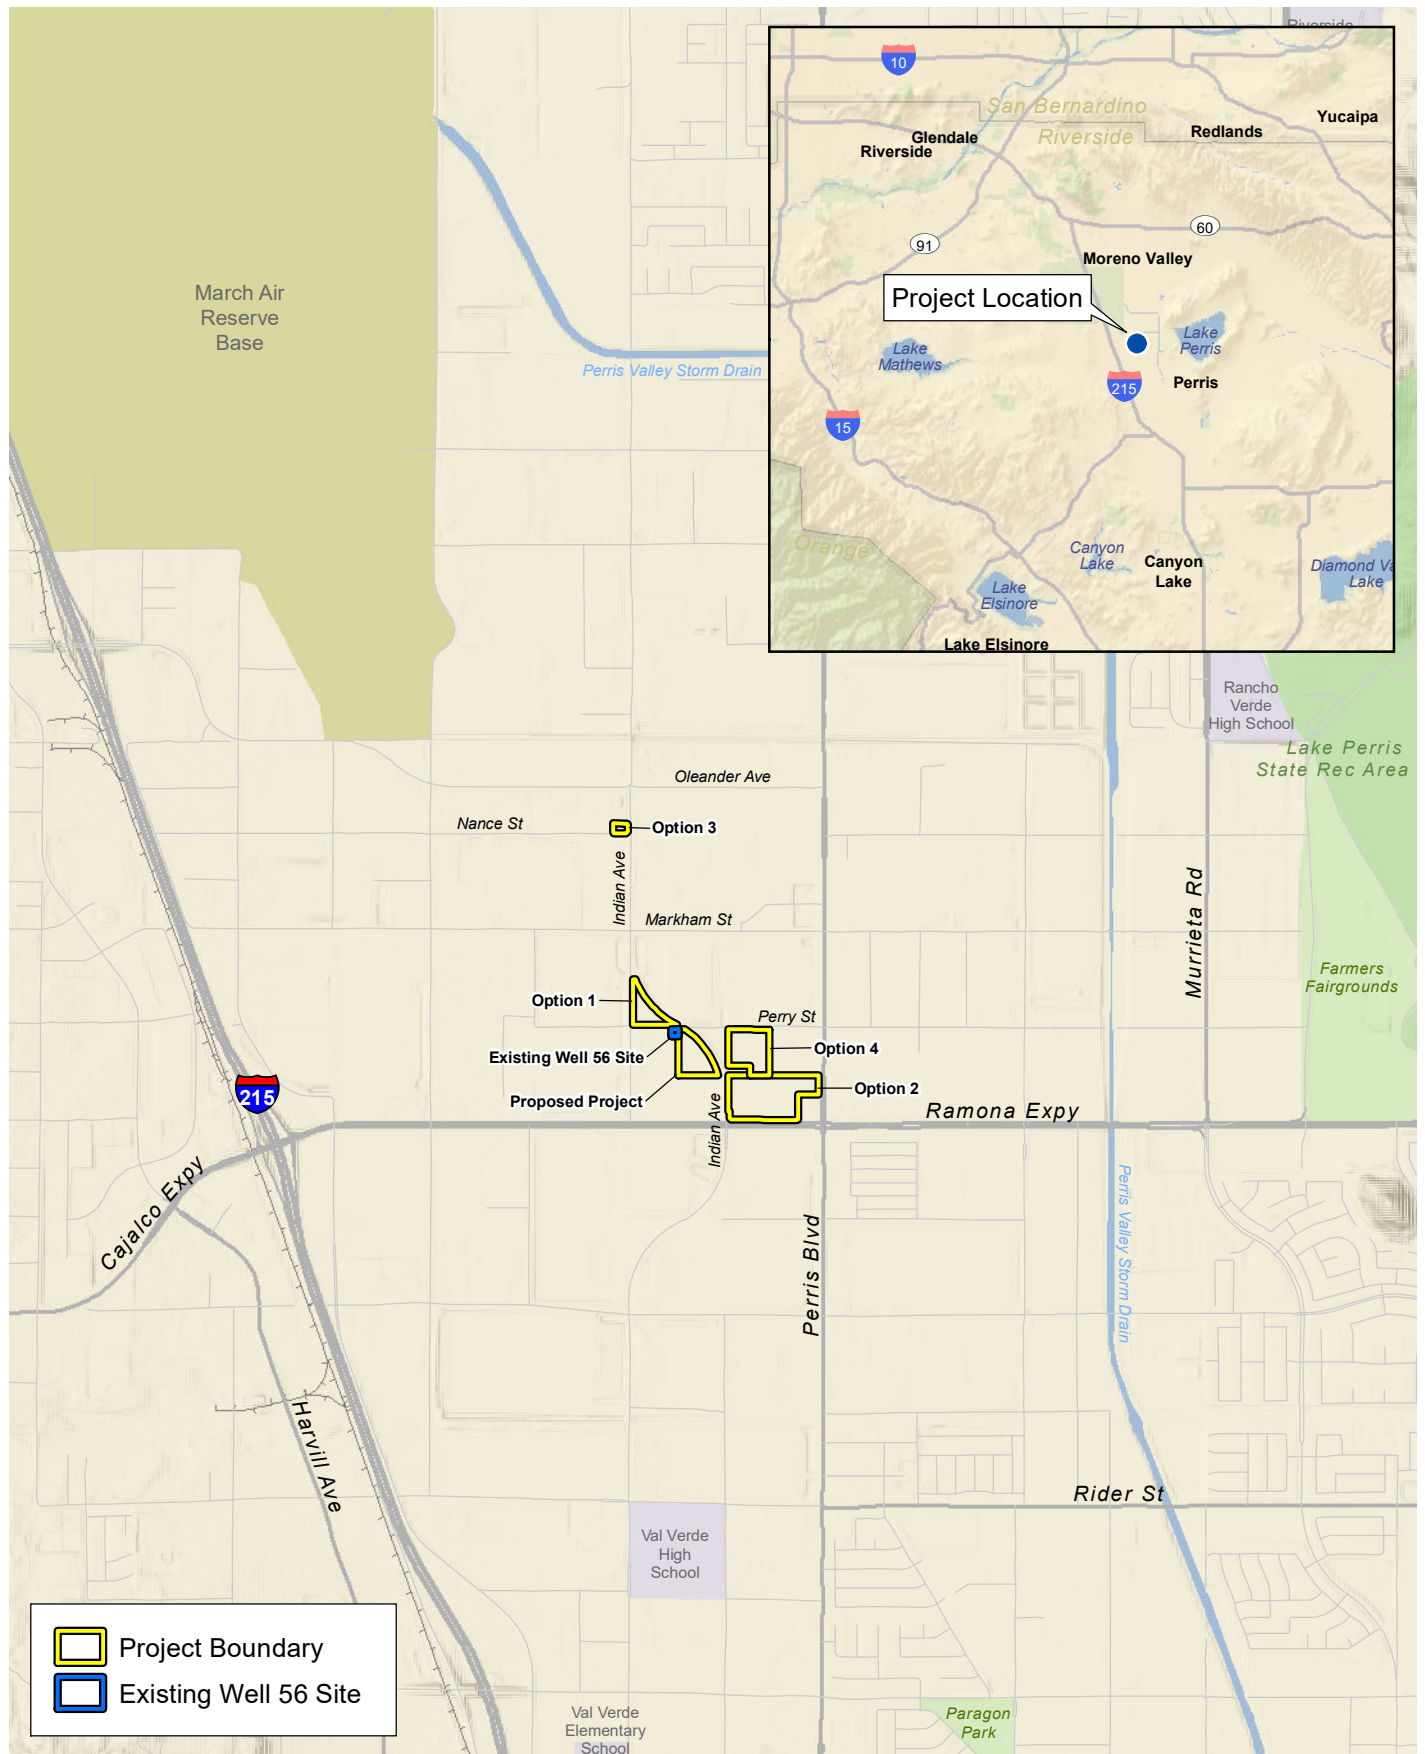 Riverside
10
San Bernardino
Riverside
Yucaipa
Redlands
Glendale
Riverside
60
91
Moreno Valley
Project Location
Lake
Perris
Lake
Mathews
Perris
215
15
Orange
Canyon
Lake
Canyon
Lake
Diamond Va
Lake
Lake
Elsinore
Lake Elsinore
March Air
Reserve
Base
Perris Valley Storm Drain
Rancho
Verde
High School
Lake Perris
State Rec Area
Oleander Ave
Nance St
Option 3
Indian Ave
Markham St
Murrieta Rd
Farmers
Fairgrounds
Option 1
Perry St
Existing Well 56 Site
Option 4
Option 2
Proposed Project
215
Ramona Expy
Indian Ave
Cajalco Expy
Perris Blvd
Perris Valley Storm Drain
Harvill Ave
Rider St
Val Verde
High
School
Project Boundary
Existing Well 56 Site
Val Verde
Elementary
School
Paragon
Park